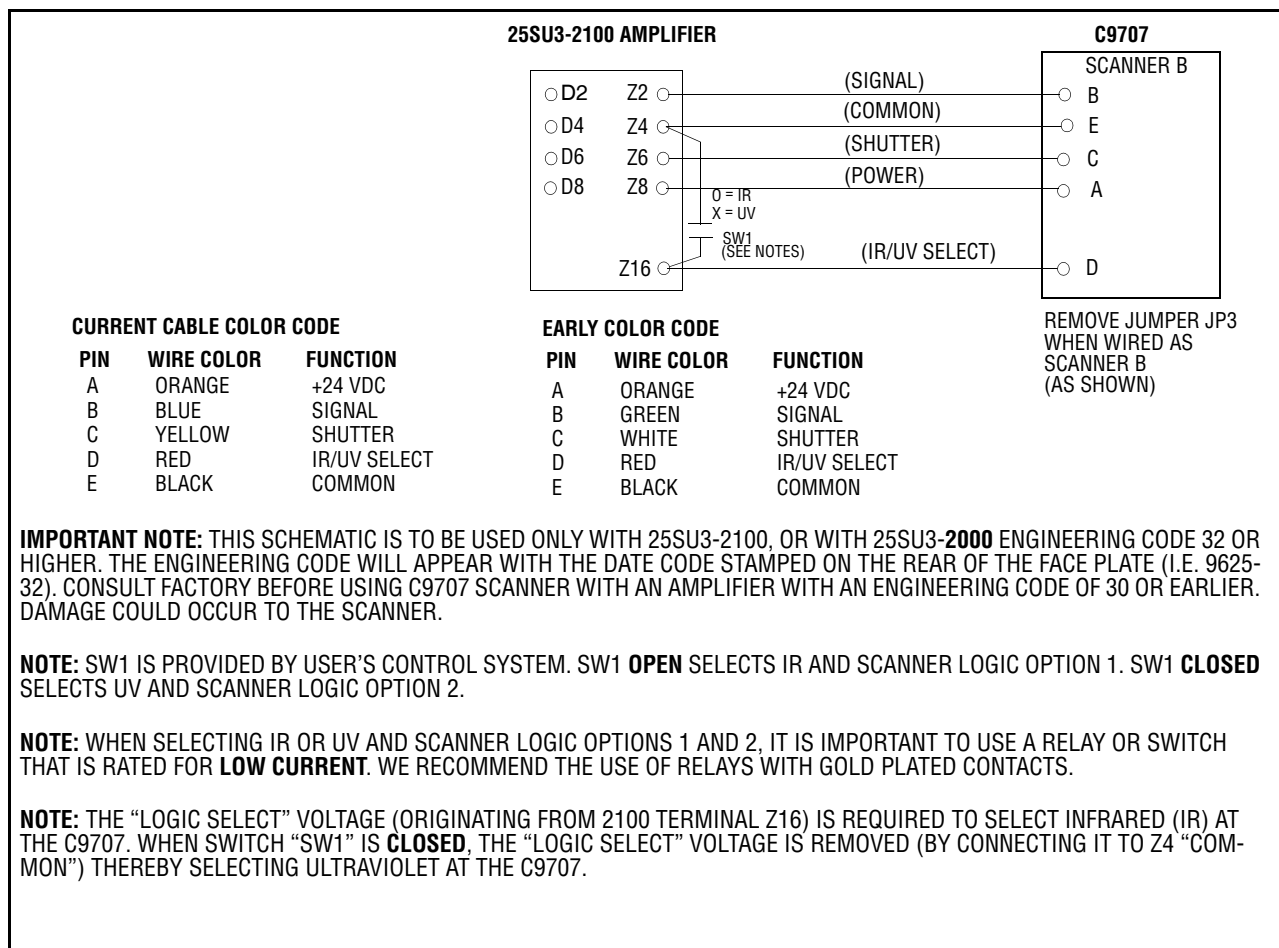 25SU3-2100 AMPLIFIER C9707
SCANNER B
D2 Z2 (SIGNAL) B
D4 Z4 (COMMON) E
D6 Z6 (SHUTTER) C
D8 Z8 (POWER) A
O = IR
X = UV
SW1
(SEE NOTES)
Z16 (IR/UV SELECT) D
REMOVE JUMPER JP3
WHEN WIRED AS
SCANNER B
(AS SHOWN)
CURRENT CABLE COLOR CODE
PIN WIRE COLOR FUNCTION
A ORANGE +24 VDC
B BLUE SIGNAL
C YELLOW SHUTTER
D RED IR/UV SELECT
E BLACK COMMON
EARLY COLOR CODE
PIN WIRE COLOR FUNCTION
A ORANGE +24 VDC
B GREEN SIGNAL
C WHITE SHUTTER
D RED IR/UV SELECT
E BLACK COMMON
IMPORTANT NOTE: THIS SCHEMATIC IS TO BE USED ONLY WITH 25SU3-2100, OR WITH 25SU3-2000 ENGINEERING CODE 32 OR
HIGHER. THE ENGINEERING CODE WILL APPEAR WITH THE DATE CODE STAMPED ON THE REAR OF THE FACE PLATE (I.E. 9625-
32). CONSULT FACTORY BEFORE USING C9707 SCANNER WITH AN AMPLIFIER WITH AN ENGINEERING CODE OF 30 OR EARLIER.
DAMAGE COULD OCCUR TO THE SCANNER.
NOTE: SW1 IS PROVIDED BY USER'S CONTROL SYSTEM. SW1 OPEN SELECTS IR AND SCANNER LOGIC OPTION 1. SW1 CLOSED
SELECTS UV AND SCANNER LOGIC OPTION 2.
NOTE: WHEN SELECTING IR OR UV AND SCANNER LOGIC OPTIONS 1 AND 2, IT IS IMPORTANT TO USE A RELAY OR SWITCH
THAT IS RATED FOR LOW CURRENT. WE RECOMMEND THE USE OF RELAYS WITH GOLD PLATED CONTACTS.
NOTE: THE “LOGIC SELECT” VOLTAGE (ORIGINATING FROM 2100 TERMINAL Z16) IS REQUIRED TO SELECT INFRARED (IR) AT
THE C9707. WHEN SWITCH “SW1” IS CLOSED, THE “LOGIC SELECT” VOLTAGE IS REMOVED (BY CONNECTING IT TO Z4 “COM-
MON”) THEREBY SELECTING ULTRAVIOLET AT THE C9707.